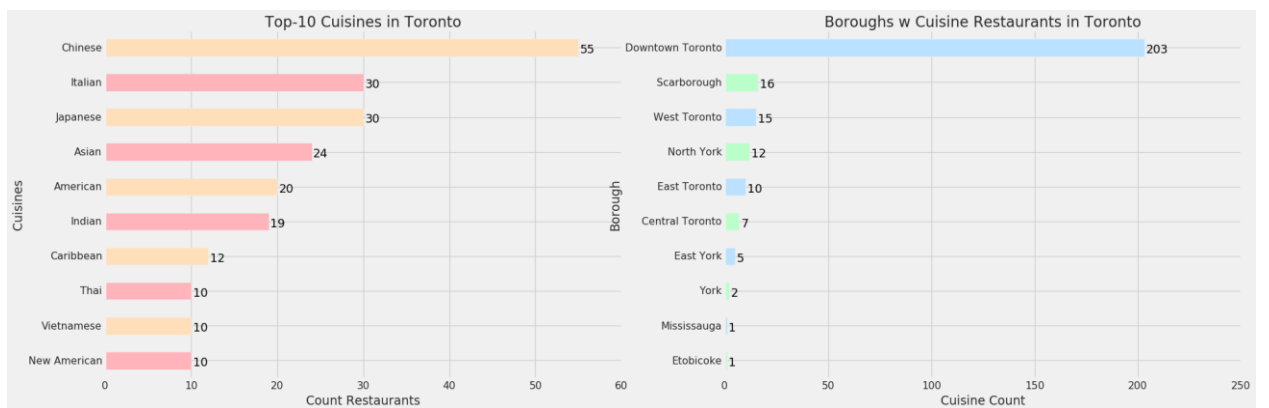 Top-10 Cuisines in Toronto
Cuisines
Chinese 55
Italian 30
Japanese 30
Asian 24
American 20
Indian 19
Caribbean 12
Thai 10
Vietnamese 10
New American 10
0 10 20 30 40 50 60
Count Restaurants
Boroughs w Cuisine Restaurants in Toronto
Borough
Downtown Toronto 203
Scarborough 16
West Toronto 15
North York 12
East Toronto 10
Central Toronto 7
East York 5
York 2
Mississauga 1
Etobicoke 1
0 50 100 150 200 250
Cuisine Count